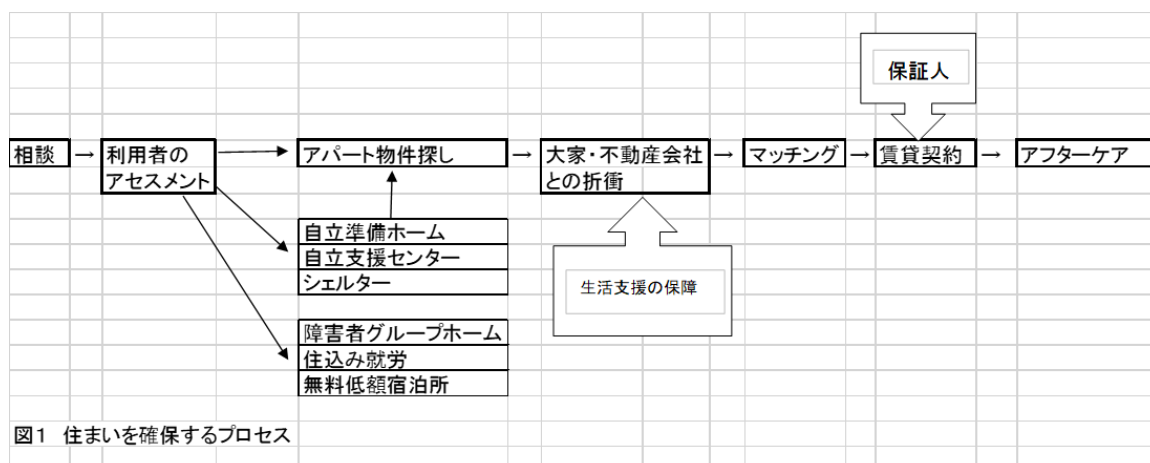 保証人
相談 → 利用者の
アセスメント
アパート物件探し → 大家・不動産会社
との折衝
→ マッチング → 賃貸契約 → アフターケア
自立準備ホーム
自立支援センター
シェルター
生活支援の保障
障害者グループホーム
住込み就労
無料低額宿泊所
図1 住まいを確保するプロセス